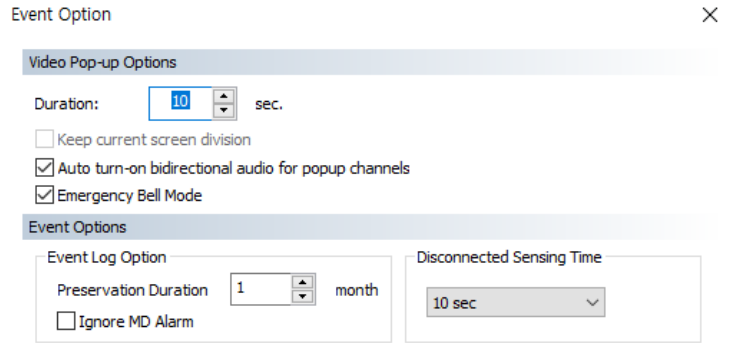 Event Option
Video Pop-up Options
Duration: 10 sec.
Keep current screen division
Auto turn-on bidirectional audio for popup channels
Emergency Bell Mode
Event Options
Event Log Option
Preservation Duration 1 month
Ignore MD Alarm
Disconnected Sensing Time
10 sec